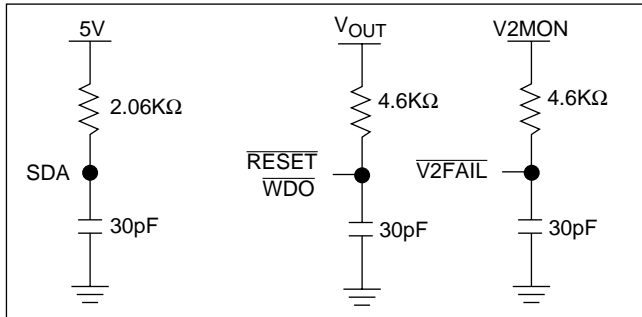 5V
2.06KΩ
SDA
30pF
VOUT
4.6KΩ
RESET
WDO
30pF
V2MON
4.6KΩ
V2FAIL
30pF